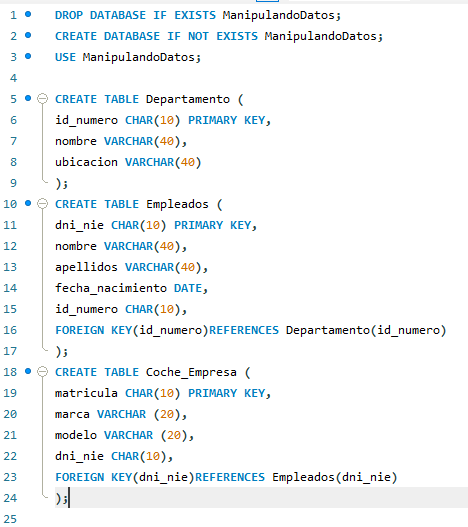 1 DROP DATABASE IF EXISTS ManipulandoDatos;
2 CREATE DATABASE IF NOT EXISTS ManipulandoDatos;
3 USE ManipulandoDatos;
4
5 CREATE TABLE Departamento (
6 id_numero CHAR(10) PRIMARY KEY,
7 nombre VARCHAR(40),
8 ubicacion VARCHAR(40)
9 );
10 CREATE TABLE Empleados (
11 dni_nie CHAR(10) PRIMARY KEY,
12 nombre VARCHAR(40),
13 apellidos VARCHAR(40),
14 fecha_nacimiento DATE,
15 id_numero CHAR(10),
16 FOREIGN KEY(id_numero)REFERENCES Departamento(id_numero)
17 );
18 CREATE TABLE Coche_Empresa (
19 matricula CHAR(10) PRIMARY KEY,
20 marca VARCHAR (20),
21 modelo VARCHAR (20),
22 dni_nie CHAR(10),
23 FOREIGN KEY(dni_nie)REFERENCES Empleados(dni_nie)
24 );
25